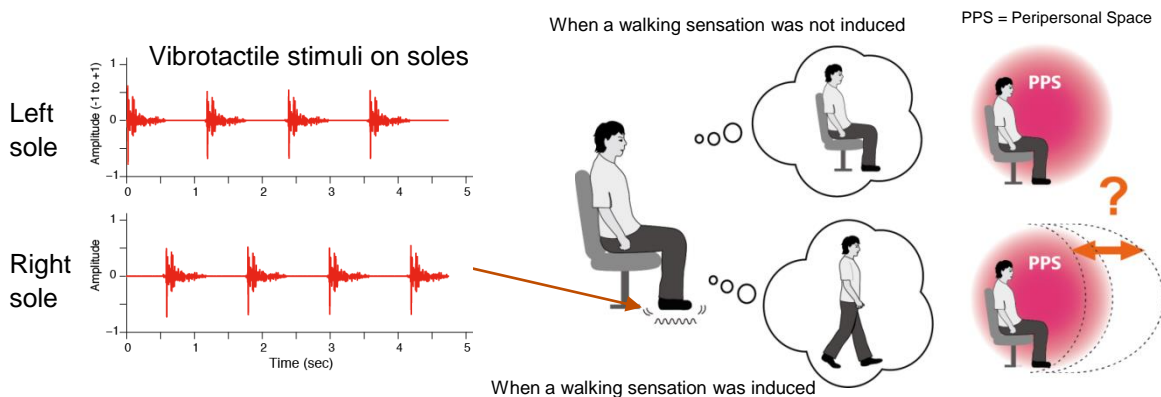 Vibrotactile stimuli on soles
Left
sole
Amplitude (-1 to +1)
1
0
−1
0 1 2 3 4 5
Right
sole
Amplitude
1
0
−1
0 1 2 3 4 5
Time (sec)
When a walking sensation was not induced
When a walking sensation was induced
PPS = Peripersonal Space
PPS
?
PPS